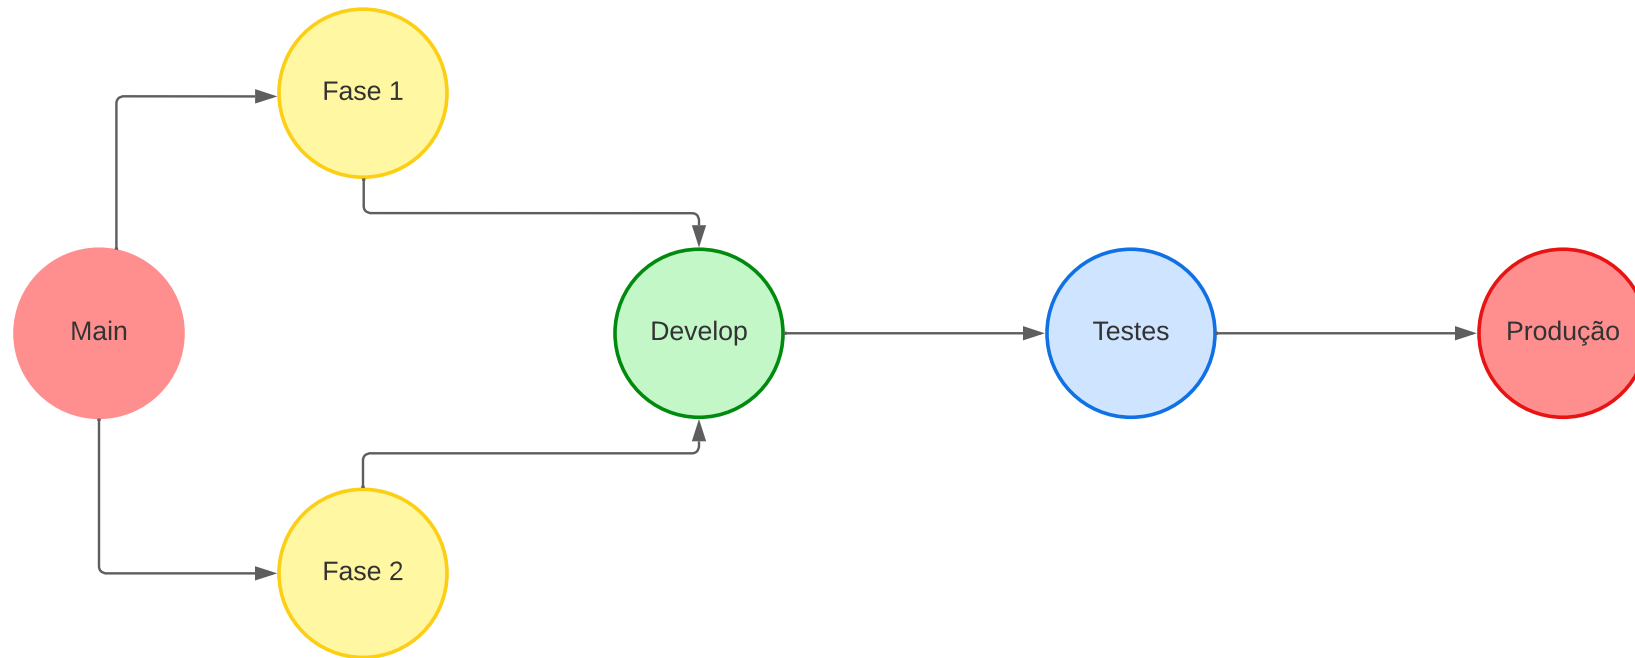 Fase 1
Main
Develop
Testes
Produção
Fase 2